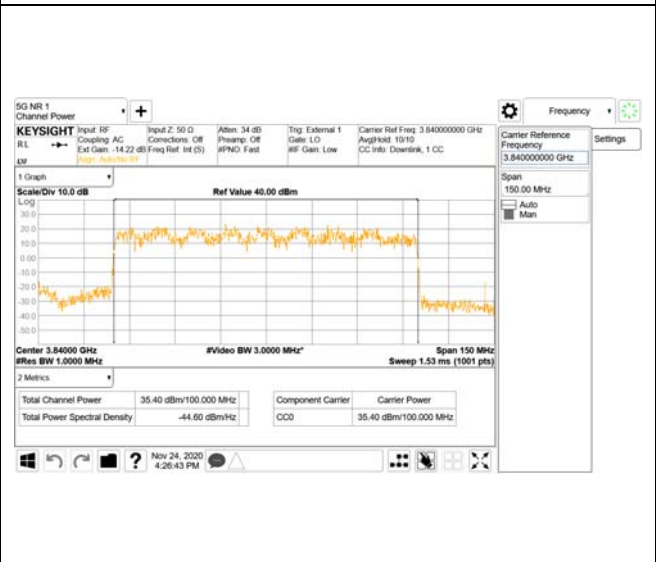 5G NR 1
Channel Power
+
Frequency
KEYSIGHT Input: RF Input Z: 50 Ω Atten: 34 dB Trig: External 1 Carrier Ref Freq: 3.840000000 GHz
RL Coupling: AC Corrections: Off Preamp: Off Gate: LO Avg|Hold: 10/10
Ext Gain: -14.22 dB Freq Ref: Int (S) #PNO: Fast #IF Gain: Low CC Info: Downlink, 1 CC
Align: Auto/No RF
Carrier Reference
Frequency
3.840000000 GHz
Settings
Span
150.00 MHz
Auto
Man
1 Graph
Scale/Div 10.0 dB Ref Value 40.00 dBm
Log
30.0
20.0
10.0
0.00
-10.0
-20.0
-30.0
-40.0
-50.0
Center 3.84000 GHz #Video BW 3.0000 MHz* Span 150 MHz
#Res BW 1.0000 MHz Sweep 1.53 ms (1001 pts)
2 Metrics
Total Channel Power 35.40 dBm/100.000 MHz Component Carrier Carrier Power
Total Power Spectral Density -44.60 dBm/Hz CC0 35.40 dBm/100.000 MHz
? Nov 24, 2020
4:26:43 PM